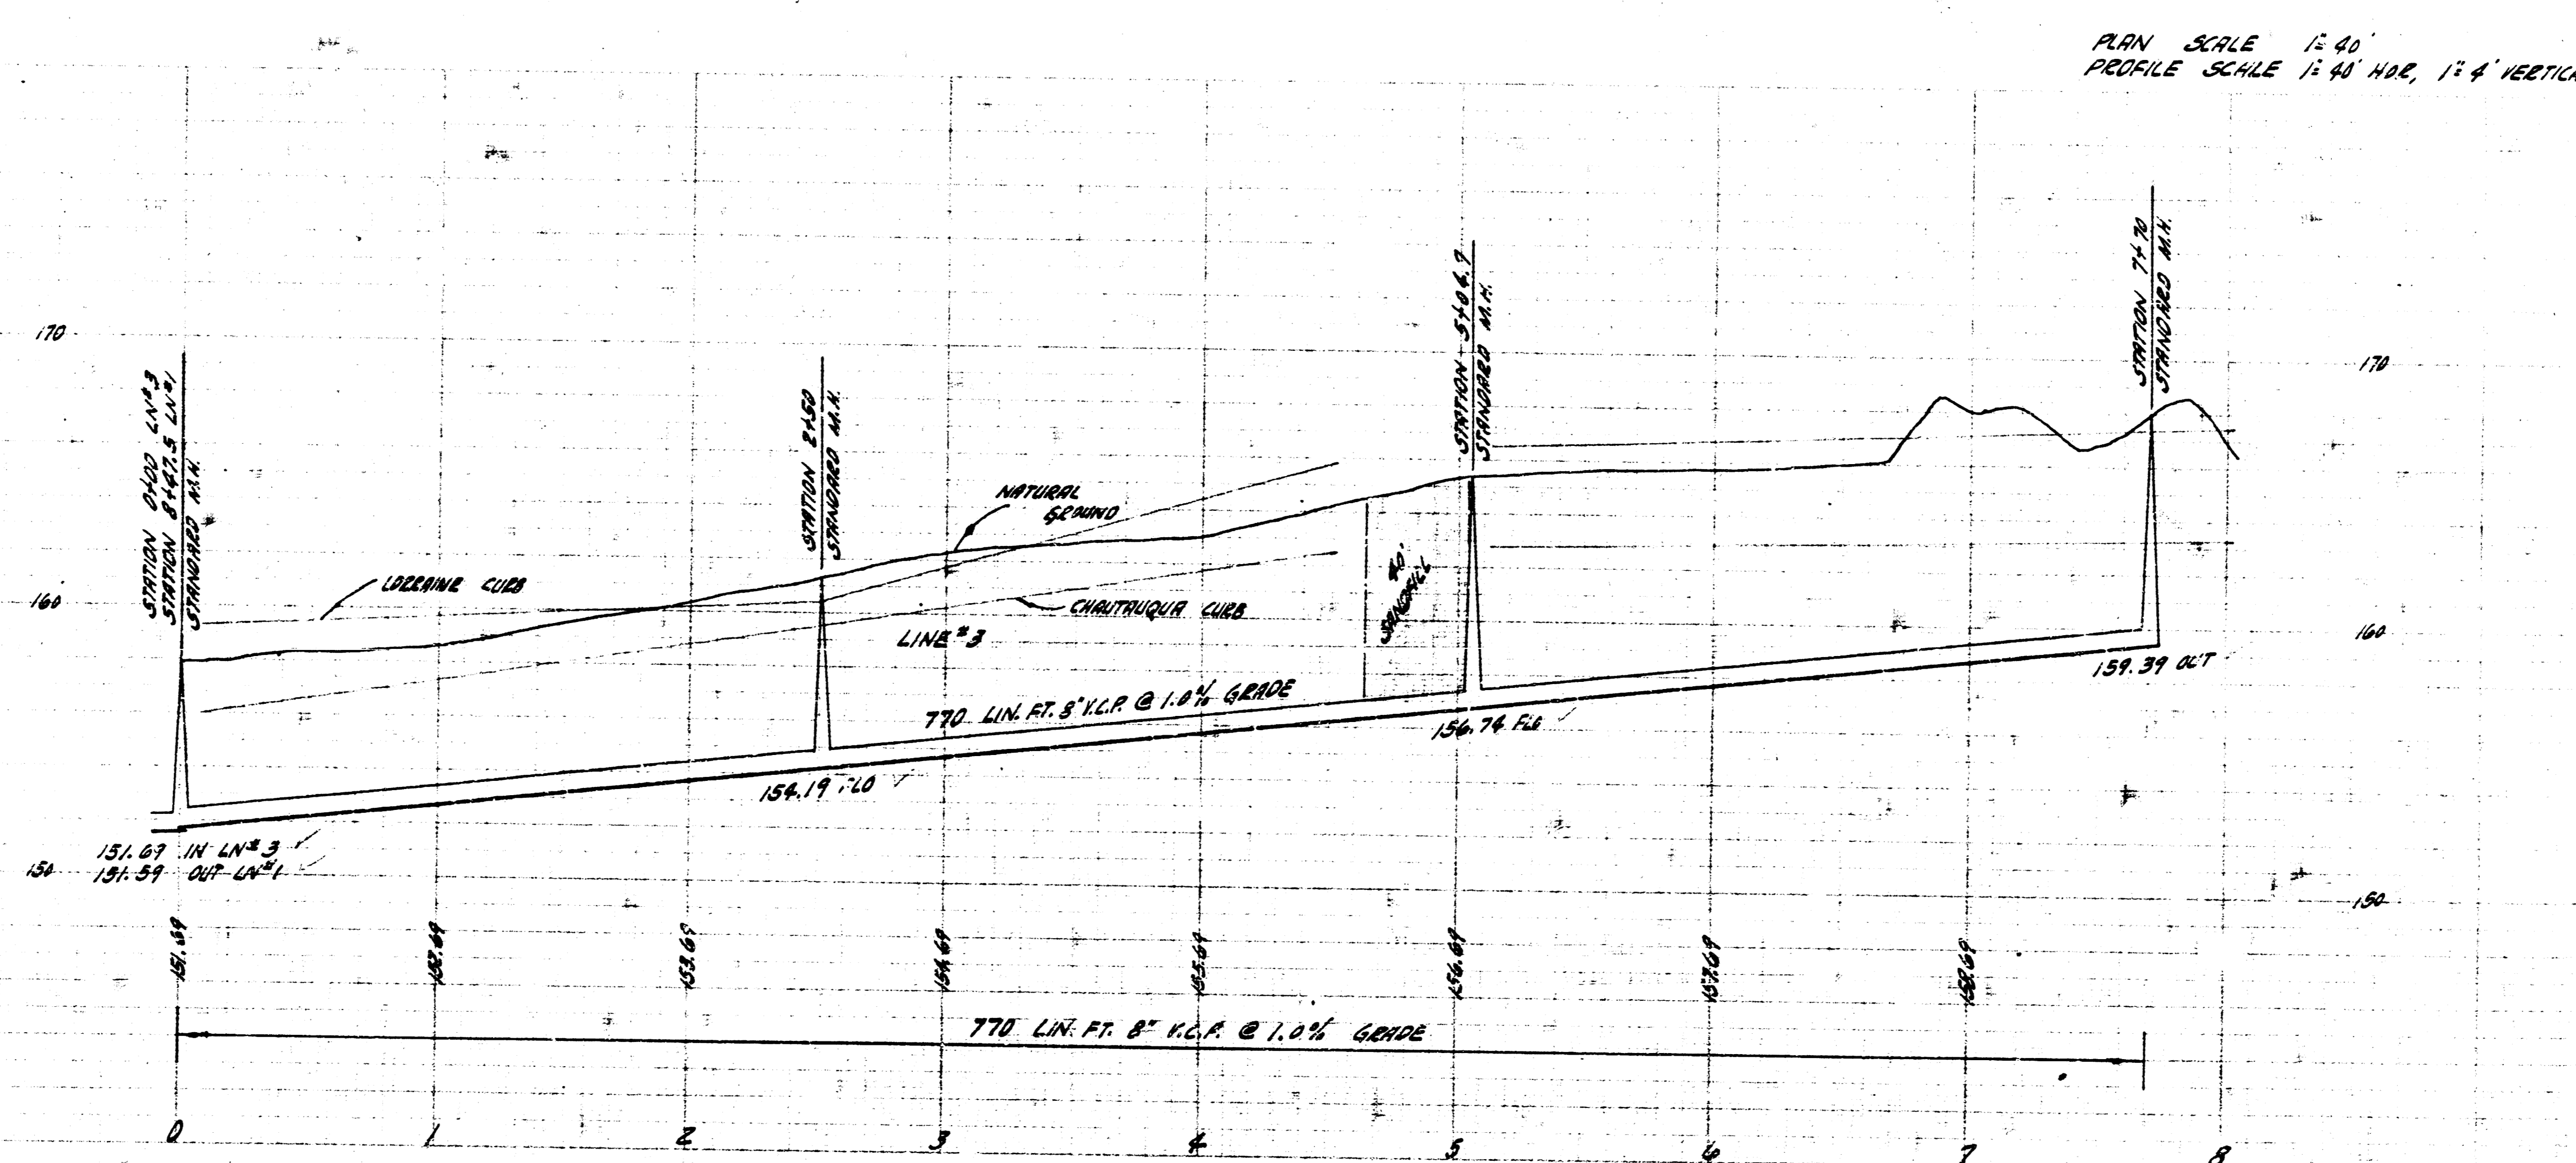 PLAN SCALE 1"= 40'
PROFILE SCALE 1"= 40' HOR, 1"= 4' VERTICA
170
170
STATION 0+00 LN#3
STATION 8+47.5 LN#1
STANDARD M.H.
STATION 2+50
STANDARD M.H.
STATION 5+04.7
STANDARD M.H.
STATION 7+70
STANDARD M.H.
NATURAL
GROUND
LORRAINE CURB
160
CHAUTAUQUA CURB
LINE #3
40'
SANDFILL
160
770 LIN. FT. 8" V.C.P. @ 1.0% GRADE
159.39 OUT
156.74 FLO
154.19 FLO
151.69 IN LN#3
151.59 OUT LN#1
150
150
151.69
152.69
153.69
154.69
155.69
156.69
157.69
158.69
770 LIN. FT. 8" V.C.P. @ 1.0% GRADE
0 1 2 3 4 5 6 7 8